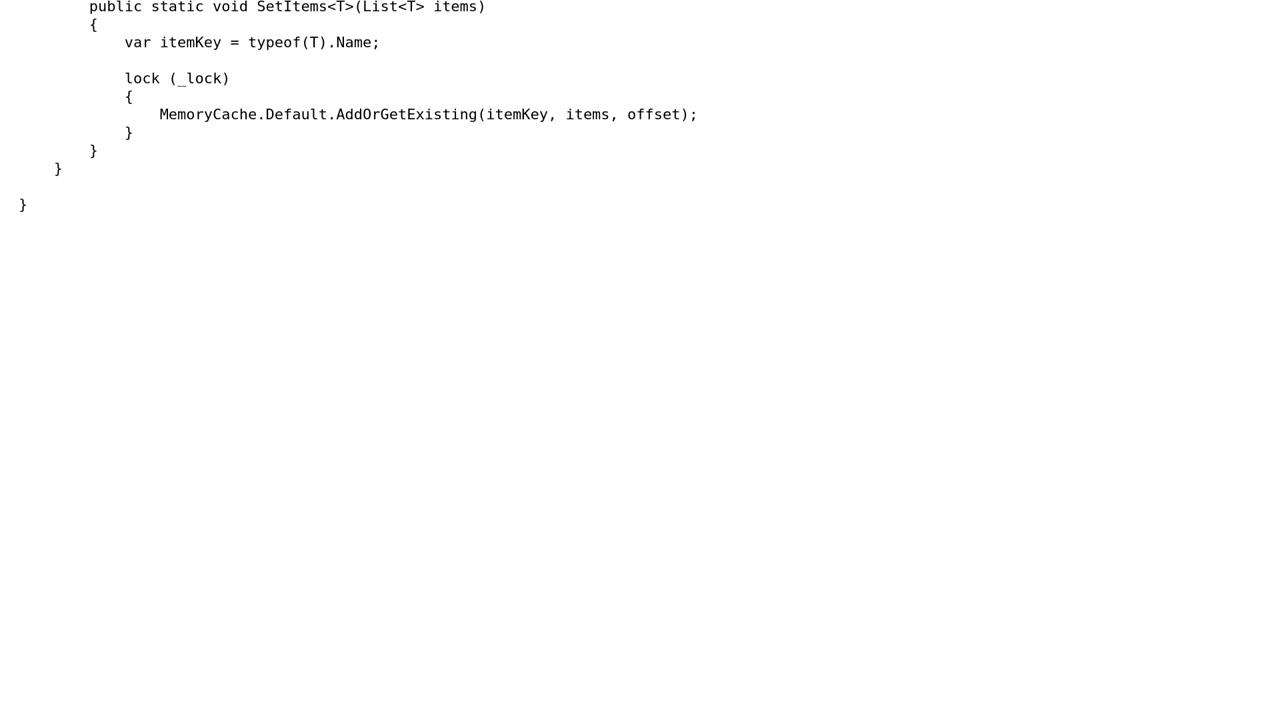 public static void SetItems<T>(List<T> items)
{
var itemKey = typeof(T).Name;
lock (_lock)
{
MemoryCache.Default.AddOrGetExisting(itemKey, items, offset);
}
}
}
}